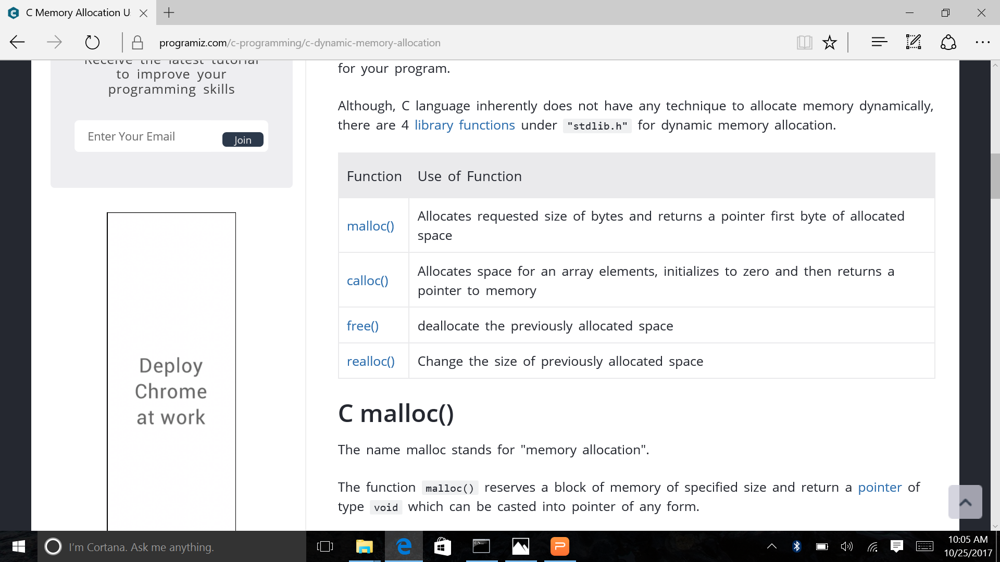 C Memory Allocation U
programiz.com/c-programming/c-dynamic-memory-allocation
Receive the latest tutorial
to improve your
programming skills
Enter Your Email
Join
Deploy
Chrome
at work
for your program.
Although, C language inherently does not have any technique to allocate memory dynamically,
there are 4 library functions under "stdlib.h" for dynamic memory allocation.
Function Use of Function
malloc() Allocates requested size of bytes and returns a pointer first byte of allocated
space
calloc() Allocates space for an array elements, initializes to zero and then returns a
pointer to memory
free() deallocate the previously allocated space
realloc() Change the size of previously allocated space
C malloc()
The name malloc stands for "memory allocation".
The function malloc() reserves a block of memory of specified size and return a pointer of
type void which can be casted into pointer of any form.
I'm Cortana. Ask me anything.
10:05 AM
10/25/2017